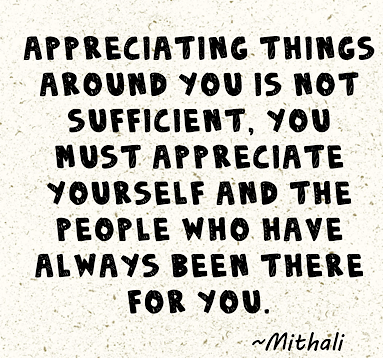 APPRECIATING THINGS
AROUND YOU IS NOT
SUFFICIENT, YOU
MUST APPRECIATE
YOURSELF AND THE
PEOPLE WHO HAVE
ALWAYS BEEN THERE
FOR YOU.
~Mithali